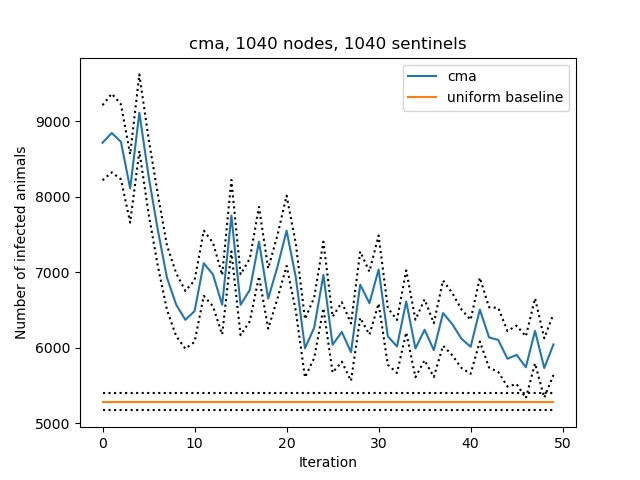 cma, 1040 nodes, 1040 sentinels
cma
uniform baseline
Number of infected animals
9000
8000
7000
6000
5000
0 10 20 30 40 50
Iteration